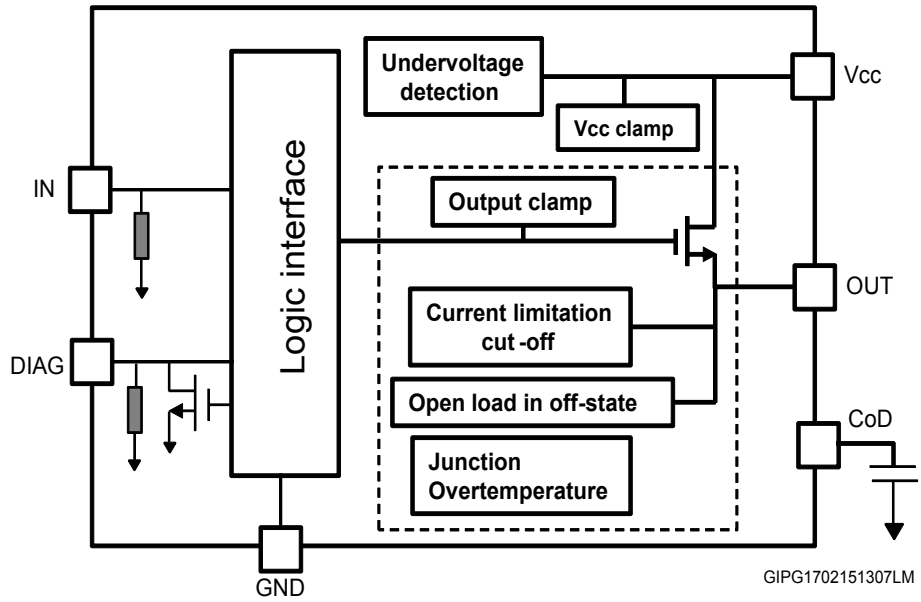 Undervoltage
detection
Vcc
Vcc clamp
IN
Output clamp
Logic interface
OUT
Current limitation
cut -off
DIAG
Open load in off-state
CoD
Junction
Overtemperature
GND
GIPG1702151307LM